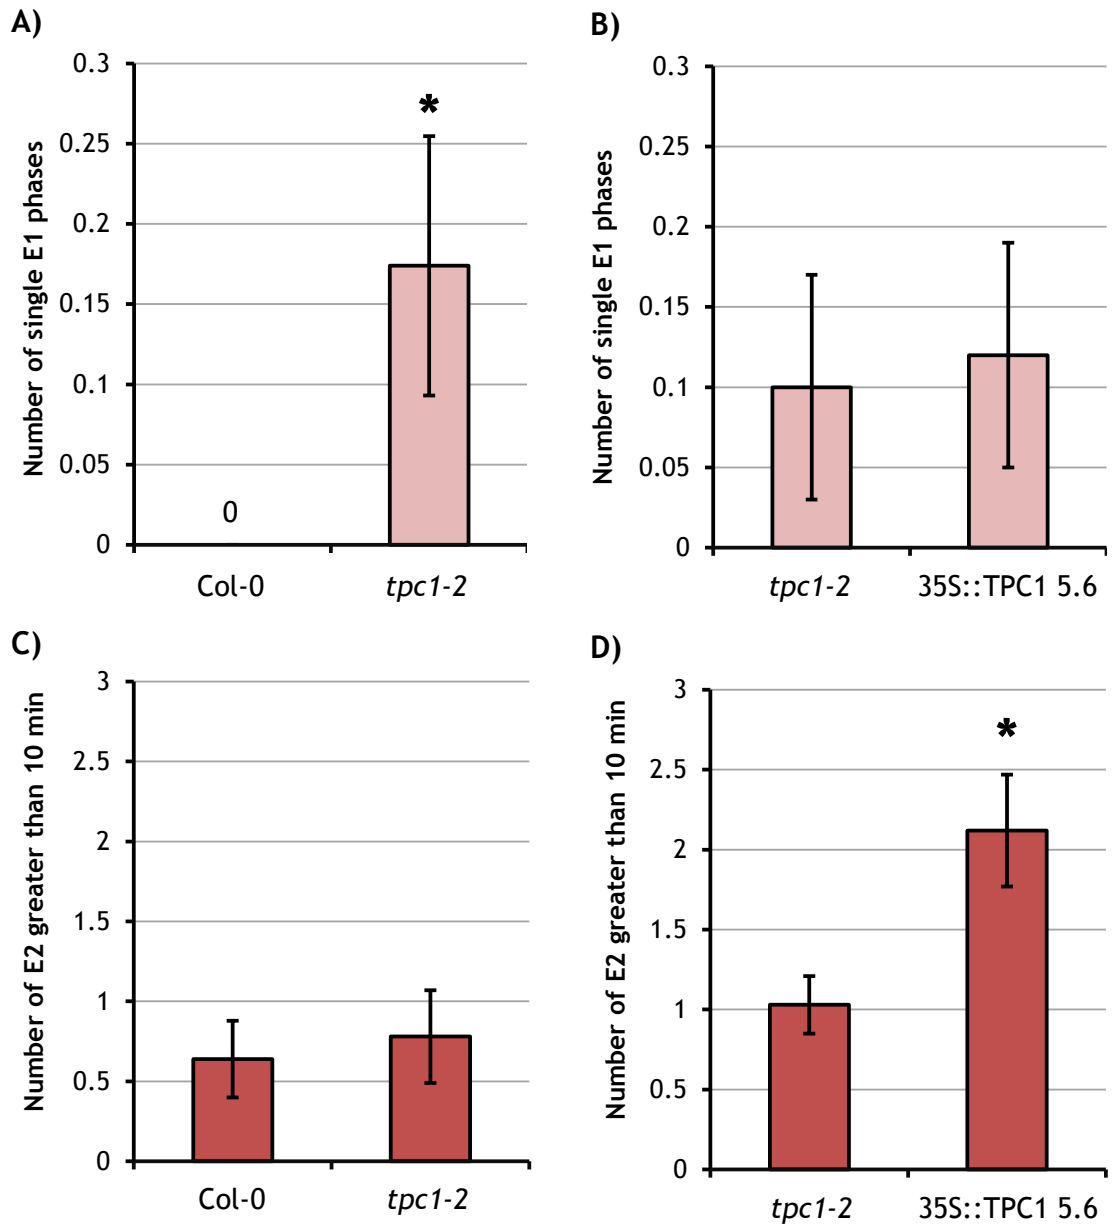 A)
Number of single E1 phases
0.3
0.25
0.2
0.15
0.1
0.05
0
*
0
Col-0
tpc1-2
B)
Number of single E1 phases
0.3
0.25
0.2
0.15
0.1
0.05
0
tpc1-2
35S::TPC1 5.6
C)
Number of E2 greater than 10 min
3
2.5
2
1.5
1
0.5
0
Col-0
tpc1-2
D)
Number of E2 greater than 10 min
3
2.5
2
1.5
1
0.5
0
*
tpc1-2
35S::TPC1 5.6